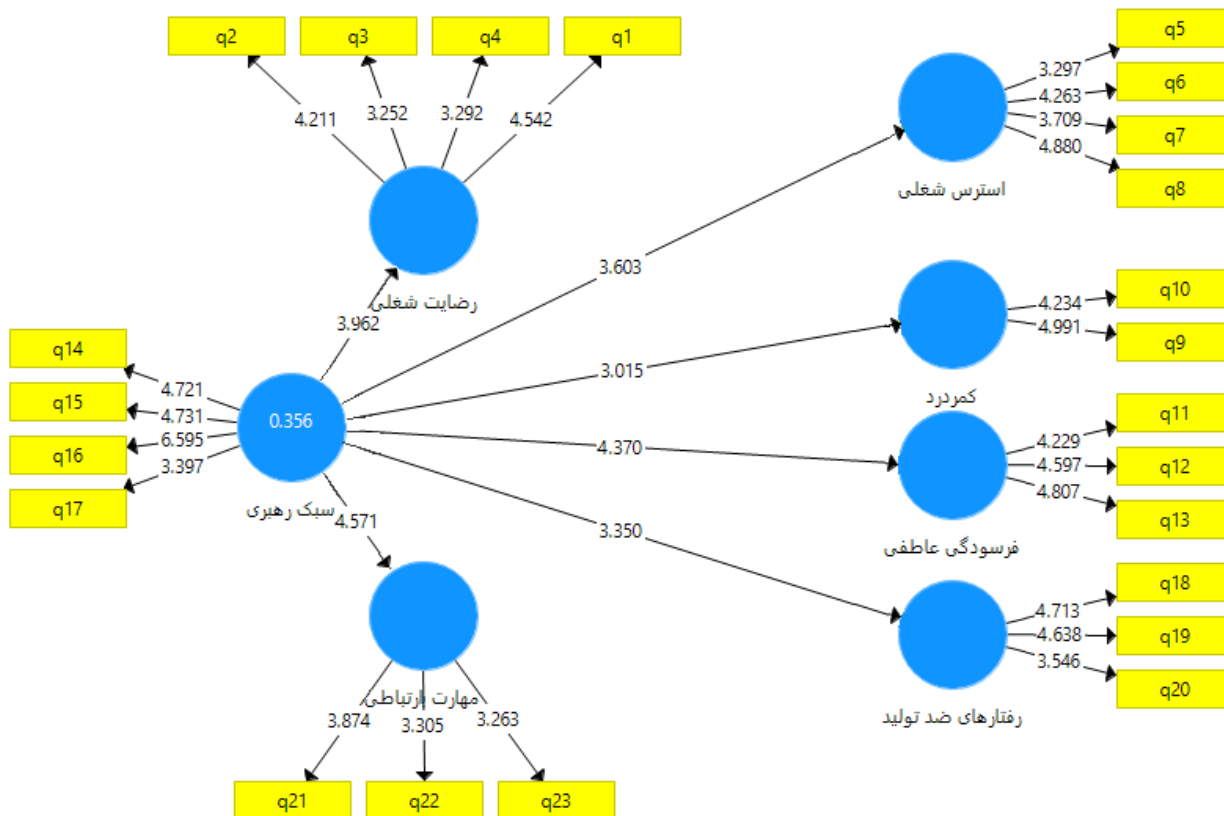 q2
q3
q4
q1
4.211
3.252
3.292
4.542
رضایت شغلی
3.962
q5
q6
q7
q8
3.297
4.263
3.709
4.880
استرس شغلی
3.603
q10
q9
4.234
4.991
کمردرد
3.015
q14
q15
q16
q17
4.721
4.731
6.595
3.397
0.356
سبک رهبری
q11
q12
q13
4.229
4.597
4.807
فرسودگی عاطفی
4.370
q18
q19
q20
4.713
4.638
3.546
رفتارهای ضد تولید
3.350
4.571
مهارت ارتباطی
3.874
3.305
3.263
q21
q22
q23